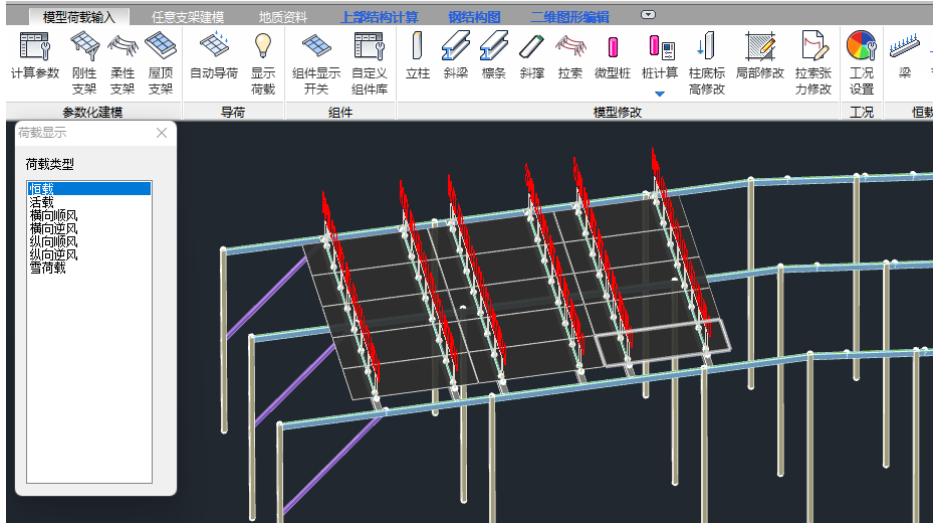 模型荷载输入 任意支架建模 地质资料 上部结构计算 钢结构图 二维图形编辑
计算参数 刚性支架 柔性支架 屋顶支架 自动导荷 显示荷载 组件显示开关 自定义组件库 立柱 斜梁 檩条 斜撑 拉索 微型桩 桩计算 柱底标高修改 局部修改 拉索张力修改 工况设置 梁
参数化建模 导荷 组件 模型修改 工况 恒载
荷载显示
荷载类型
恒载
活载
横向顺风
横向逆风
纵向顺风
纵向逆风
雪荷载